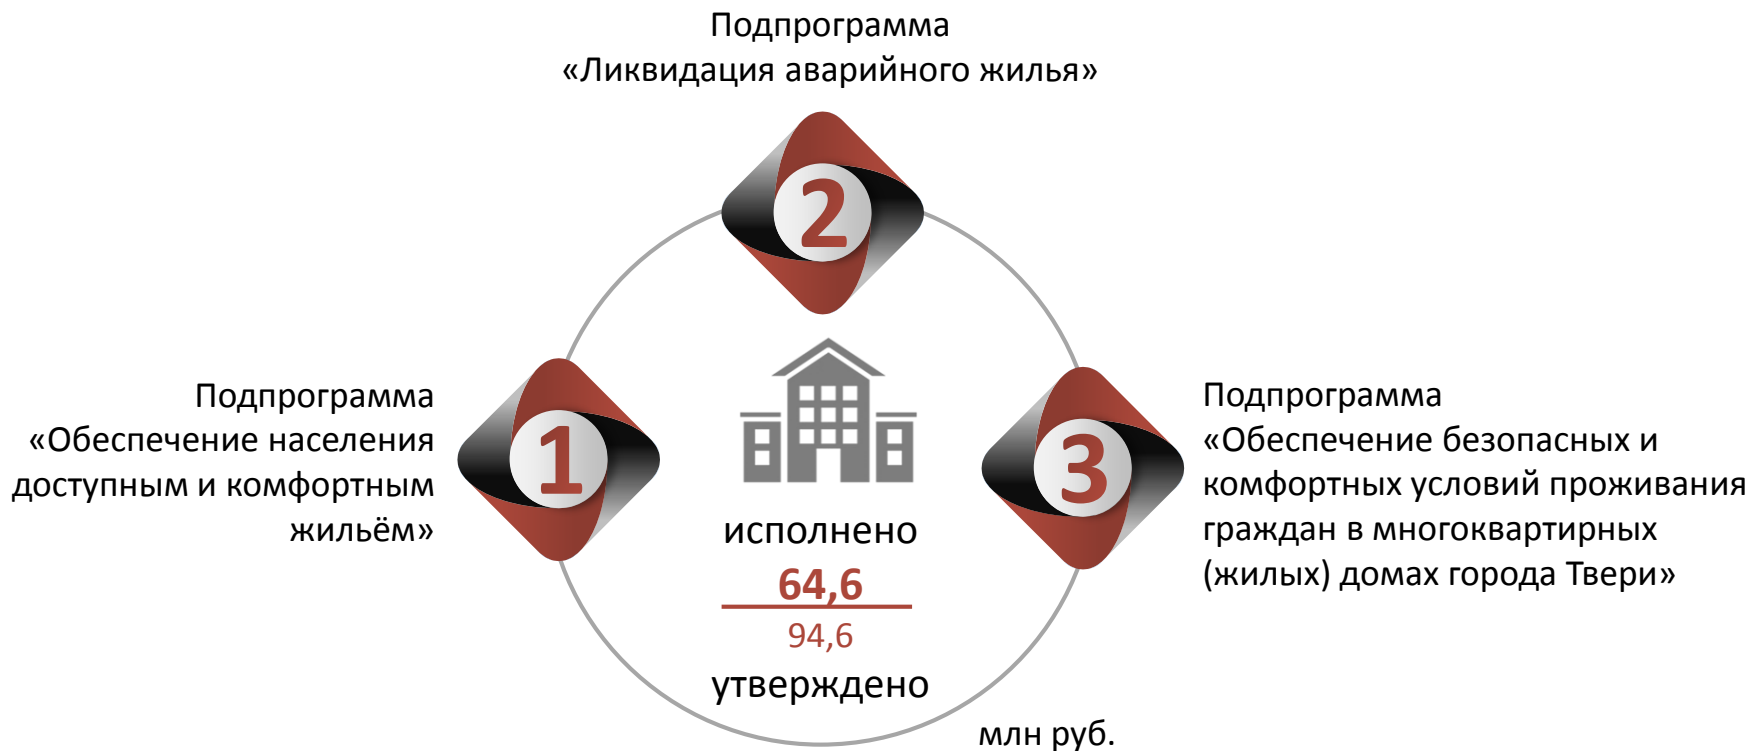 Подпрограмма
«Ликвидация аварийного жилья»
2
Подпрограмма
«Обеспечение населения
доступным и комфортным
жильём»
1
исполнено
64,6
94,6
утверждено
млн руб.
3
Подпрограмма
«Обеспечение безопасных и
комфортных условий проживания
граждан в многоквартирных
(жилых) домах города Твери»